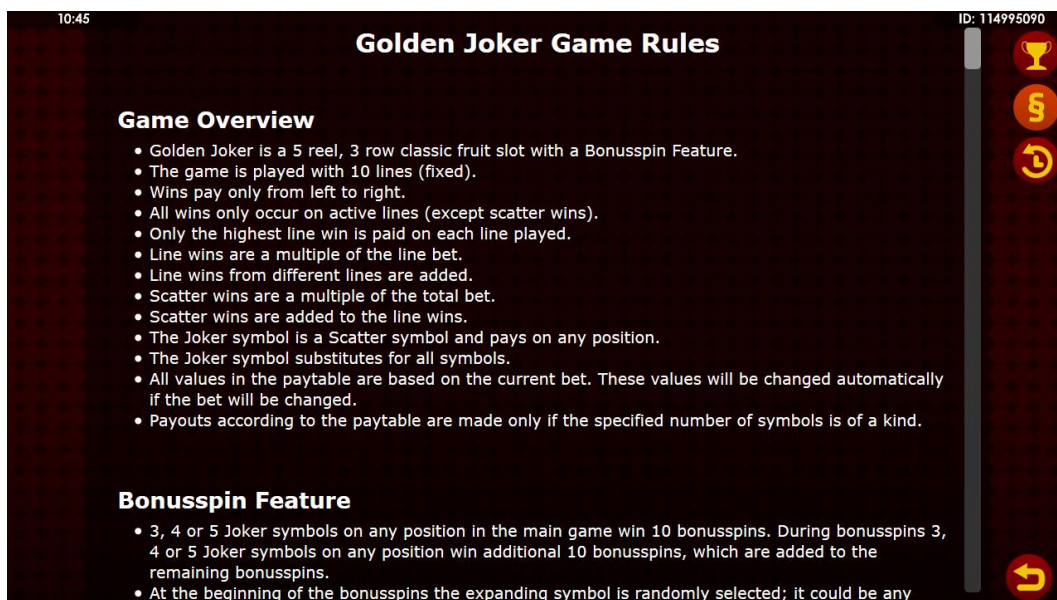 10:45
ID: 114995090
Golden Joker Game Rules
§
Game Overview
• Golden Joker is a 5 reel, 3 row classic fruit slot with a Bonusspin Feature.
• The game is played with 10 lines (fixed).
• Wins pay only from left to right.
• All wins only occur on active lines (except scatter wins).
• Only the highest line win is paid on each line played.
• Line wins are a multiple of the line bet.
• Line wins from different lines are added.
• Scatter wins are a multiple of the total bet.
• Scatter wins are added to the line wins.
• The Joker symbol is a Scatter symbol and pays on any position.
• The Joker symbol substitutes for all symbols.
• All values in the paytable are based on the current bet. These values will be changed automatically
if the bet will be changed.
• Payouts according to the paytable are made only if the specified number of symbols is of a kind.
Bonusspin Feature
• 3, 4 or 5 Joker symbols on any position in the main game win 10 bonusspins. During bonusspins 3,
4 or 5 Joker symbols on any position win additional 10 bonusspins, which are added to the
remaining bonusspins.
• At the beginning of the bonusspins the expanding symbol is randomly selected; it could be any